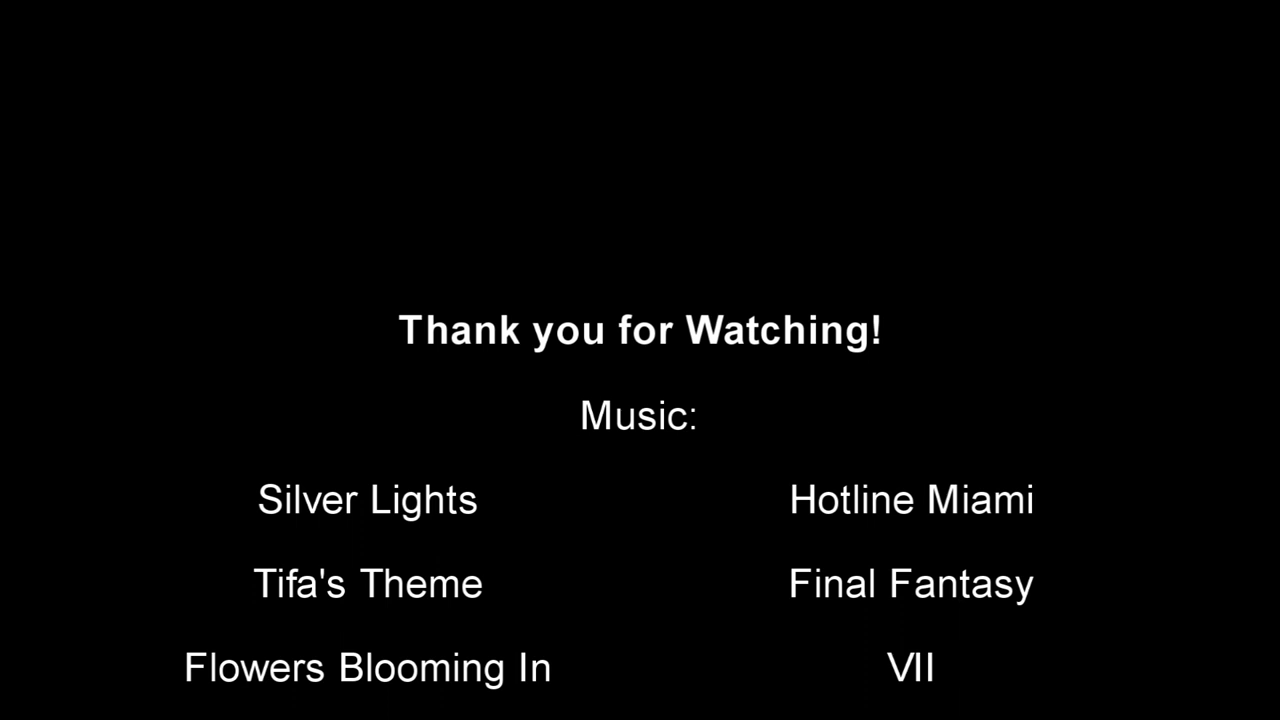 Thank you for Watching!
Music:
Silver Lights Hotline Miami
Tifa's Theme Final Fantasy
Flowers Blooming In VII